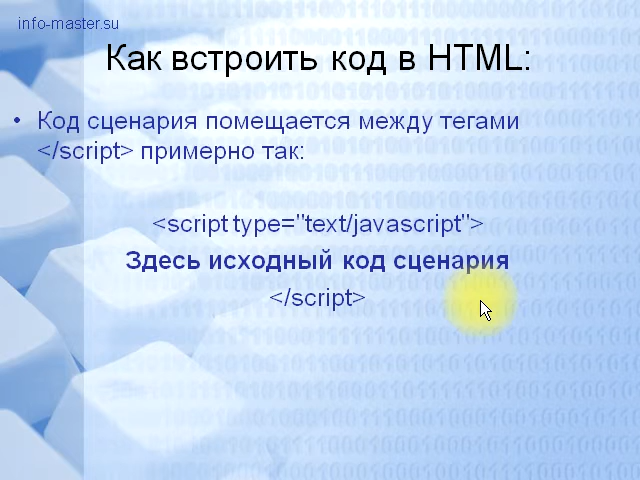 info-master.su
Как встроить код в HTML:
• Код сценария помещается между тегами
</script> примерно так:
<script type="text/javascript">
Здесь исходный код сценария
</script>